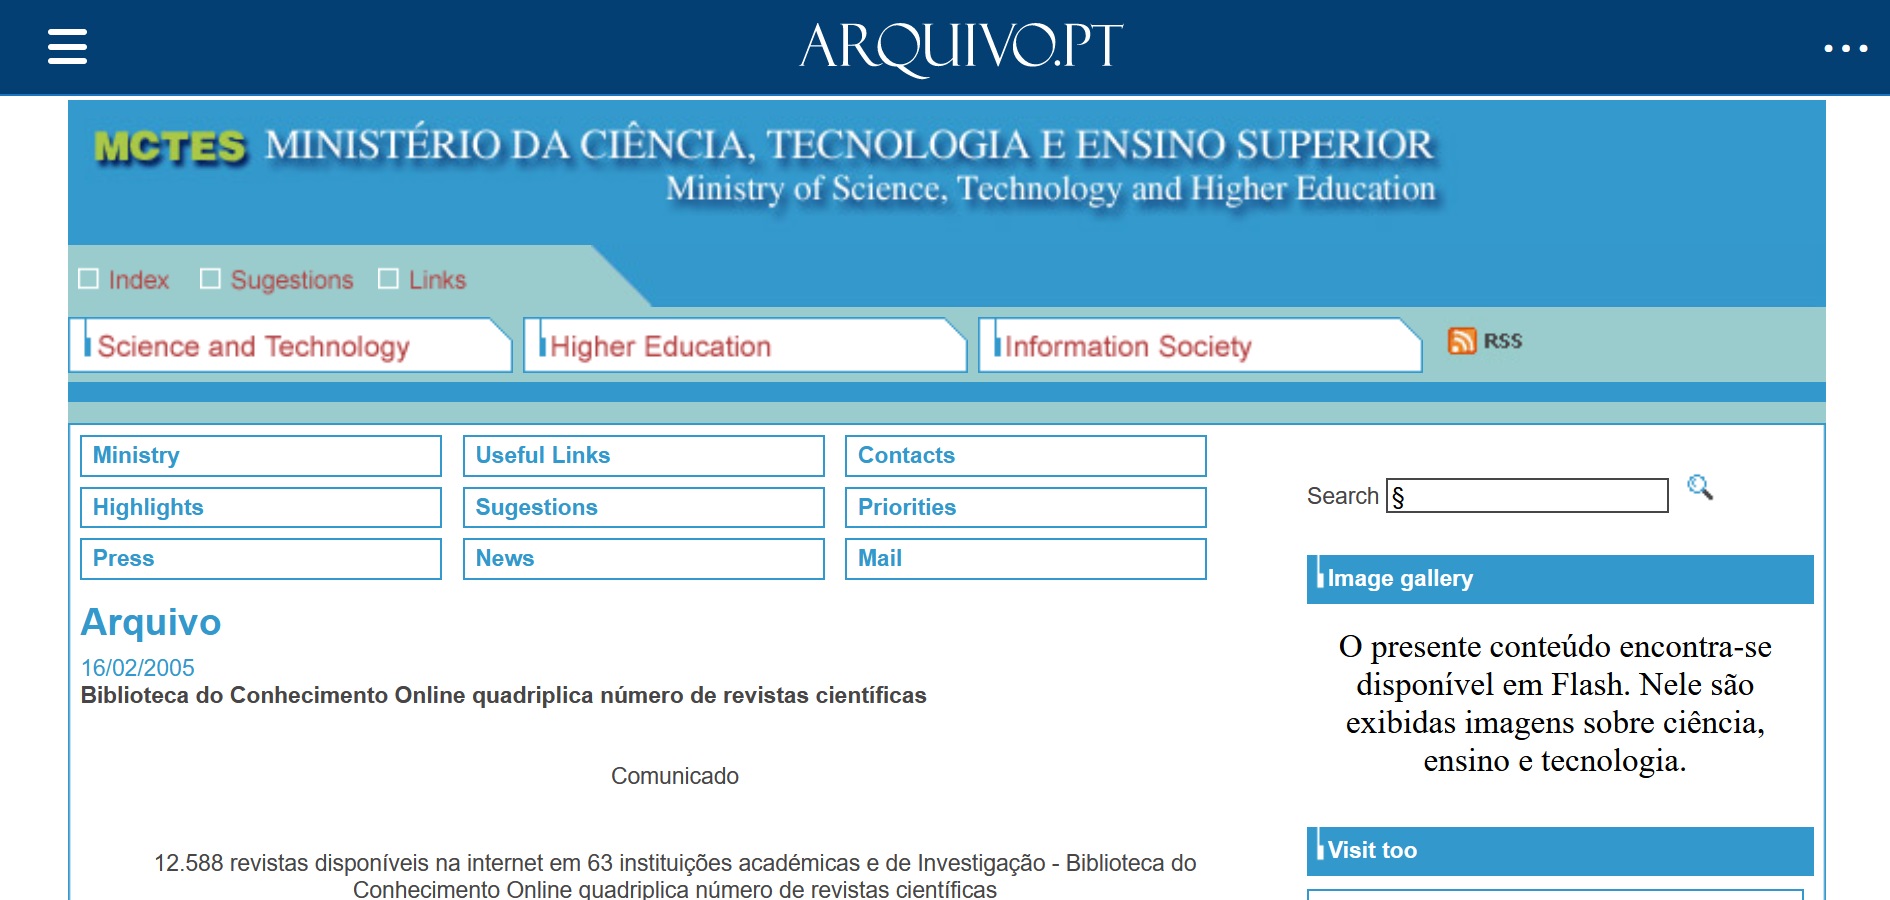 ARQUIVO.PT
MCTES MINISTÉRIO DA CIÊNCIA, TECNOLOGIA E ENSINO SUPERIOR
Ministry of Science, Technology and Higher Education
Index Sugestions Links
Science and Technology Higher Education Information Society RSS
Ministry Useful Links Contacts
Highlights Sugestions Priorities
Press News Mail
Search §
Image gallery
O presente conteúdo encontra-se
disponível em Flash. Nele são
exibidas imagens sobre ciência,
ensino e tecnologia.
Visit too
Arquivo
16/02/2005
Biblioteca do Conhecimento Online quadriplica número de revistas científicas
Comunicado
12.588 revistas disponíveis na internet em 63 instituições académicas e de Investigação - Biblioteca do
Conhecimento Online quadriplica número de revistas científicas